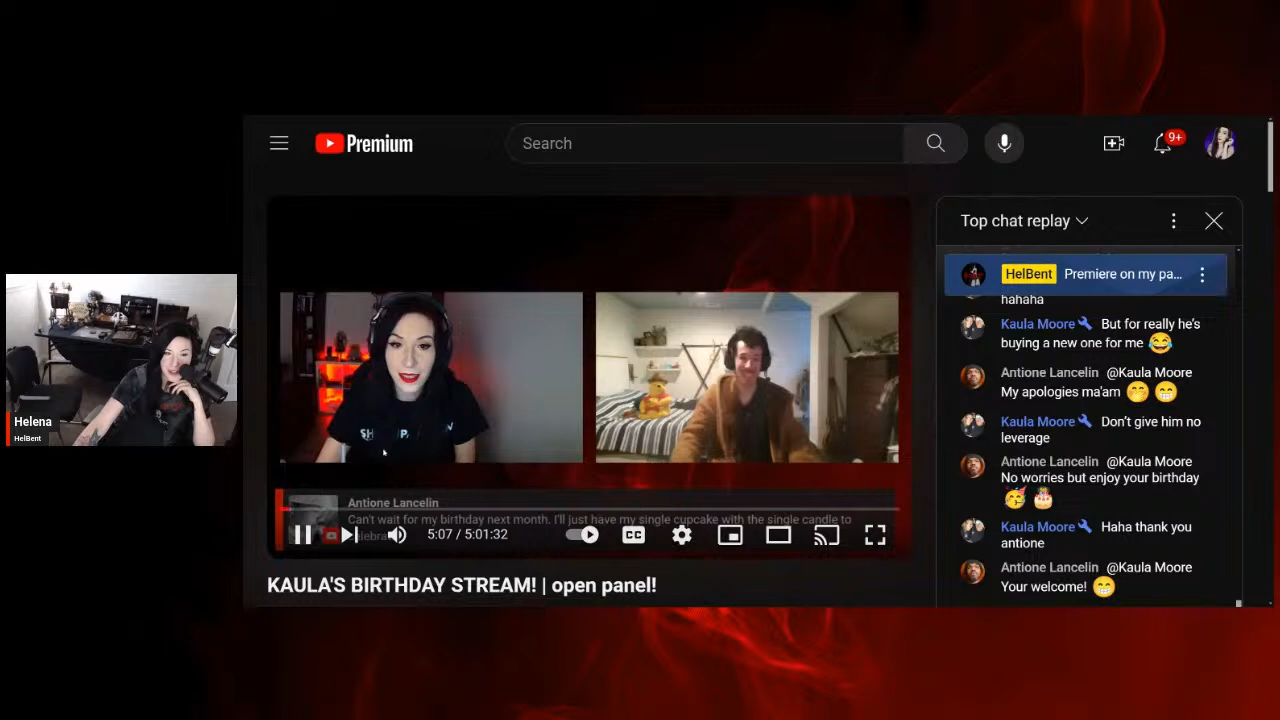 Premium
Search
9+
Top chat replay
HelBent Premiere on my pa...
hahaha
Kaula Moore But for really he's
buying a new one for me
Antione Lancelin @Kaula Moore
My apologies ma'am
Kaula Moore Don't give him no
leverage
Antione Lancelin @Kaula Moore
No worries but enjoy your birthday
Kaula Moore Haha thank you
antione
Antione Lancelin @Kaula Moore
Your welcome!
Helena
HelBent
Antione Lancelin
Can't wait for my birthday next month. I'll just have my single cupcake with the single candle to
5:07 / 5:01:32
CC
KAULA'S BIRTHDAY STREAM! | open panel!